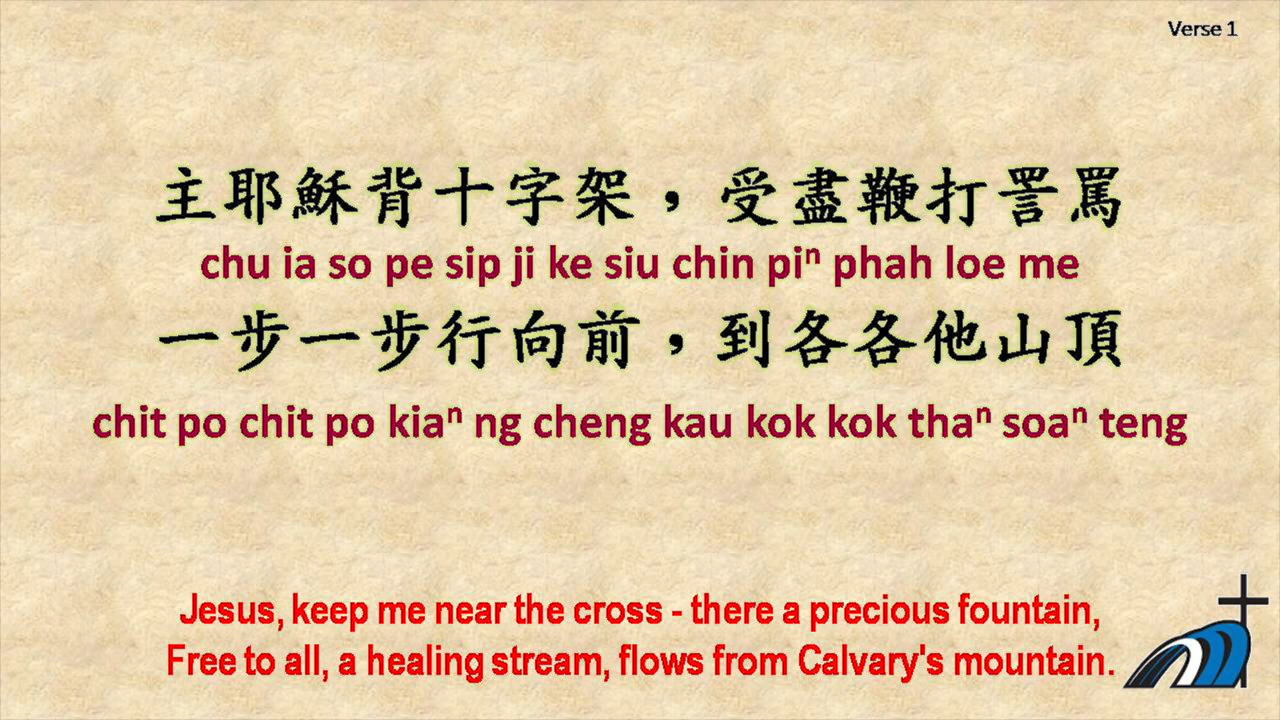 Verse 1
主耶穌背十字架，受盡鞭打詈罵
chu ia so pe sip ji ke siu chin piⁿ phah loe me
一步一步行向前，到各各他山頂
chit po chit po kiaⁿ ng cheng kau kok kok thaⁿ soaⁿ teng
Jesus, keep me near the cross - there a precious fountain,
Free to all, a healing stream, flows from Calvary's mountain.